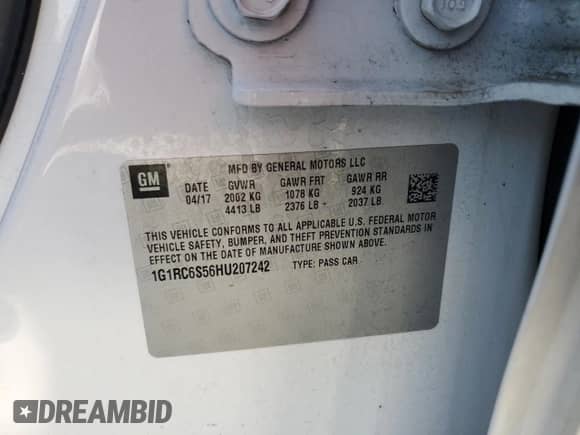 GM
MFD BY GENERAL MOTORS LLC
DATE GVWR GAWR FRT GAWR RR
04/17 2002 KG 1078 KG 924 KG
4413 LB 2376 LB 2037 LB
THIS VEHICLE CONFORMS TO ALL APPLICABLE U.S. FEDERAL MOTOR
VEHICLE SAFETY, BUMPER, AND THEFT PREVENTION STANDARDS IN
EFFECT ON THE DATE OF MANUFACTURE SHOWN ABOVE.
1G1RC6S56HU207242 TYPE: PASS CAR
DREAMBID